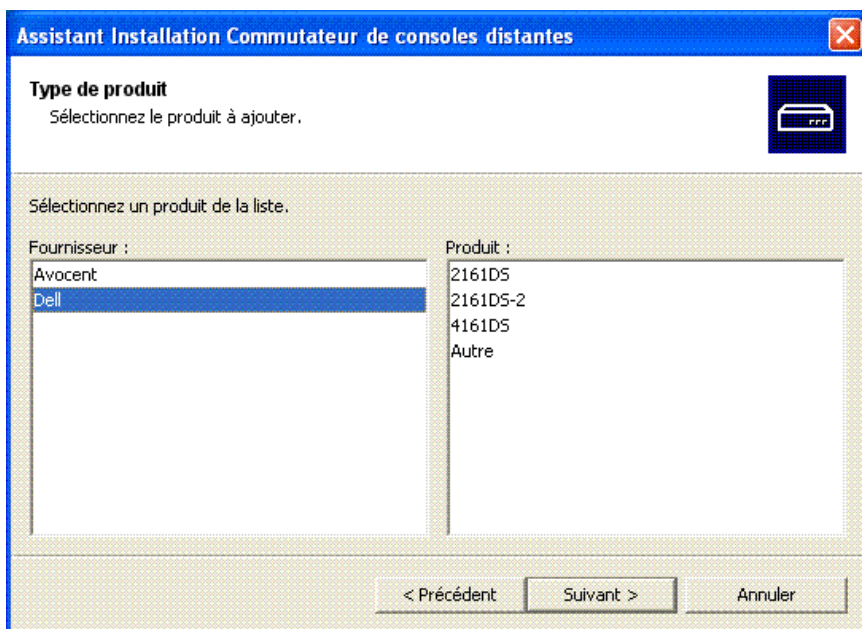 Assistant Installation Commutateur de consoles distantes
Type de produit
Sélectionnez le produit à ajouter.
Sélectionnez un produit de la liste.
Fournisseur :
Avocent
Dell
Produit :
2161DS
2161DS-2
4161DS
Autre
< Précédent
Suivant >
Annuler